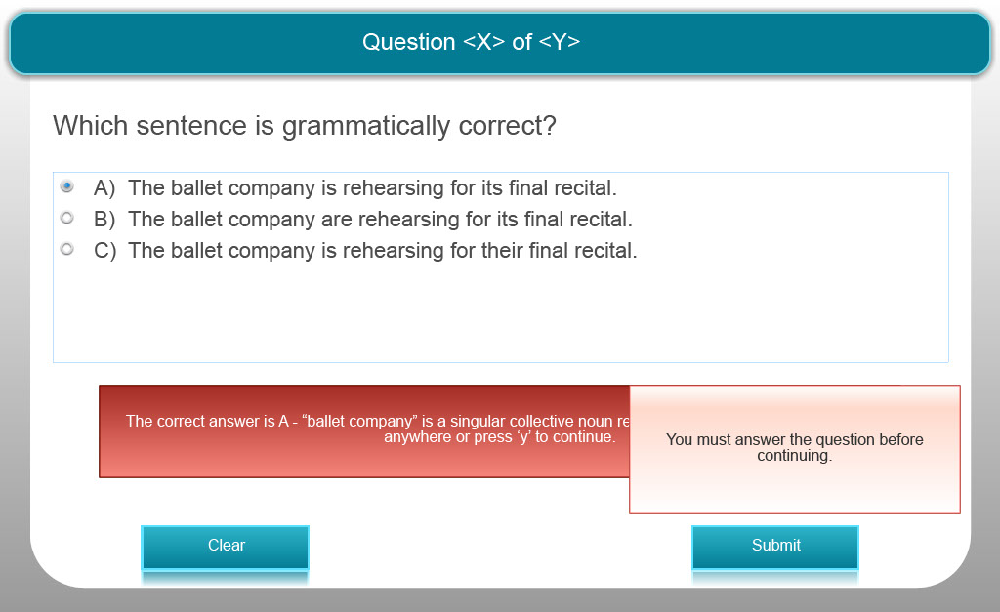 Question <X> of <Y>
Which sentence is grammatically correct?
A) The ballet company is rehearsing for its final recital.
B) The ballet company are rehearsing for its final recital.
C) The ballet company is rehearsing for their final recital.
The correct answer is A - “ballet company” is a singular collective noun
anywhere or press ‘y’ to continue.
You must answer the question before
continuing.
Clear
Submit